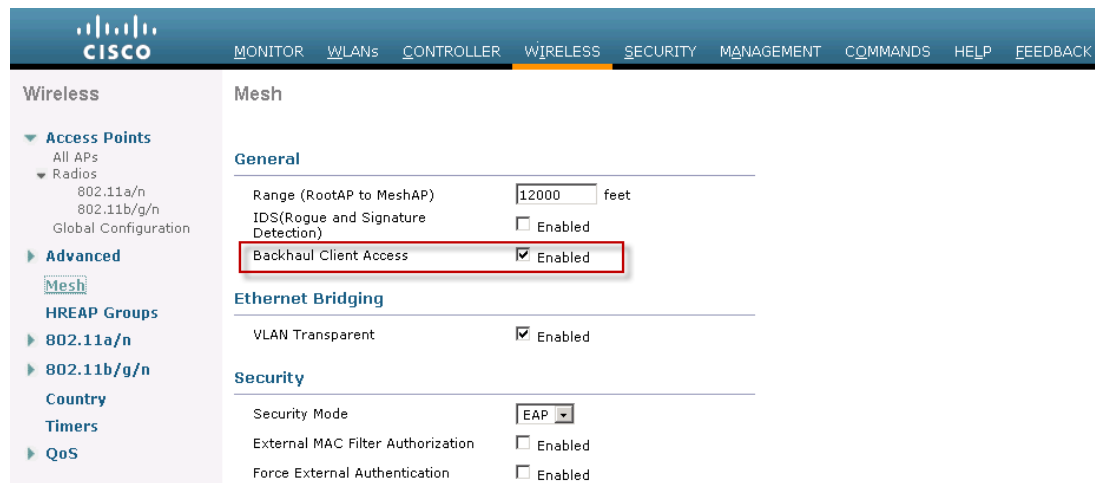 CISCO
MONITOR WLANs CONTROLLER WIRELESS SECURITY MANAGEMENT COMMANDS HELP FEEDBACK
Wireless
Access Points
All APs
Radios
802.11a/n
802.11b/g/n
Global Configuration
Advanced
Mesh
HREAP Groups
802.11a/n
802.11b/g/n
Country
Timers
QoS
Mesh
General
Range (RootAP to MeshAP) 12000 feet
IDS(Rogue and Signature
Detection) Enabled
Backhaul Client Access Enabled
Ethernet Bridging
VLAN Transparent Enabled
Security
Security Mode EAP
External MAC Filter Authorization Enabled
Force External Authentication Enabled